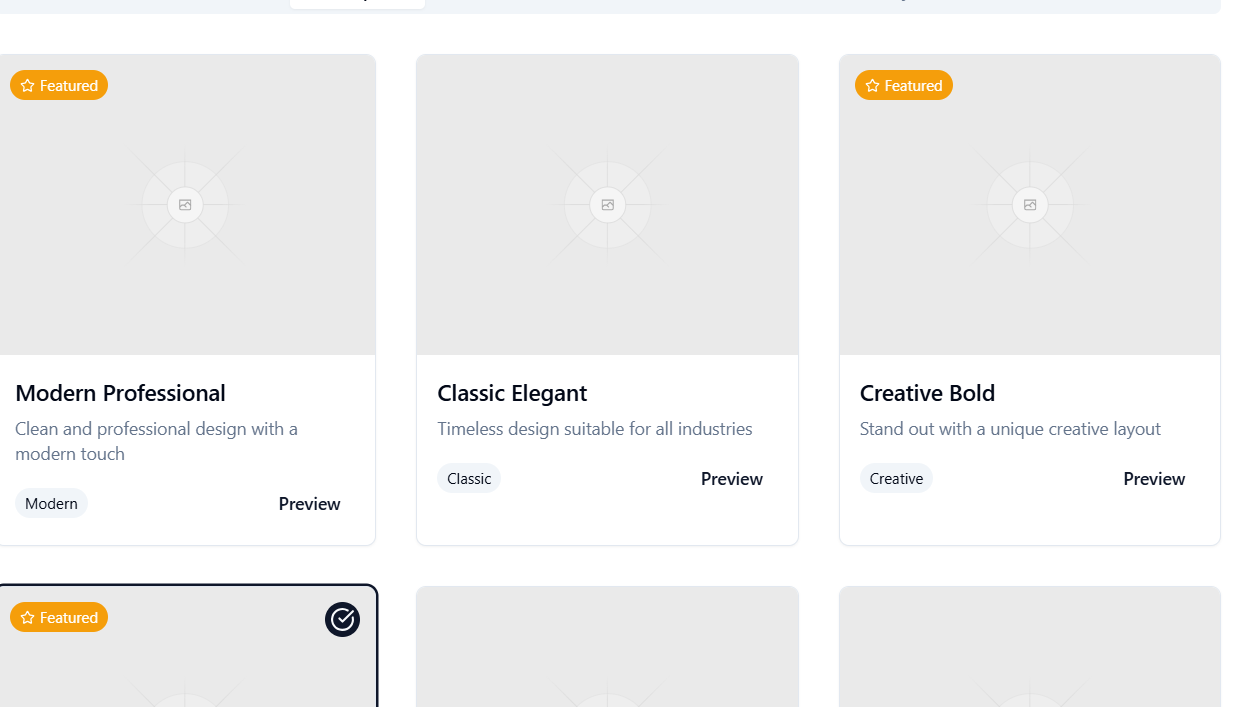 Featured
Featured
Modern Professional
Classic Elegant
Creative Bold
Clean and professional design with a
modern touch
Timeless design suitable for all industries
Stand out with a unique creative layout
Modern
Preview
Classic
Preview
Creative
Preview
Featured